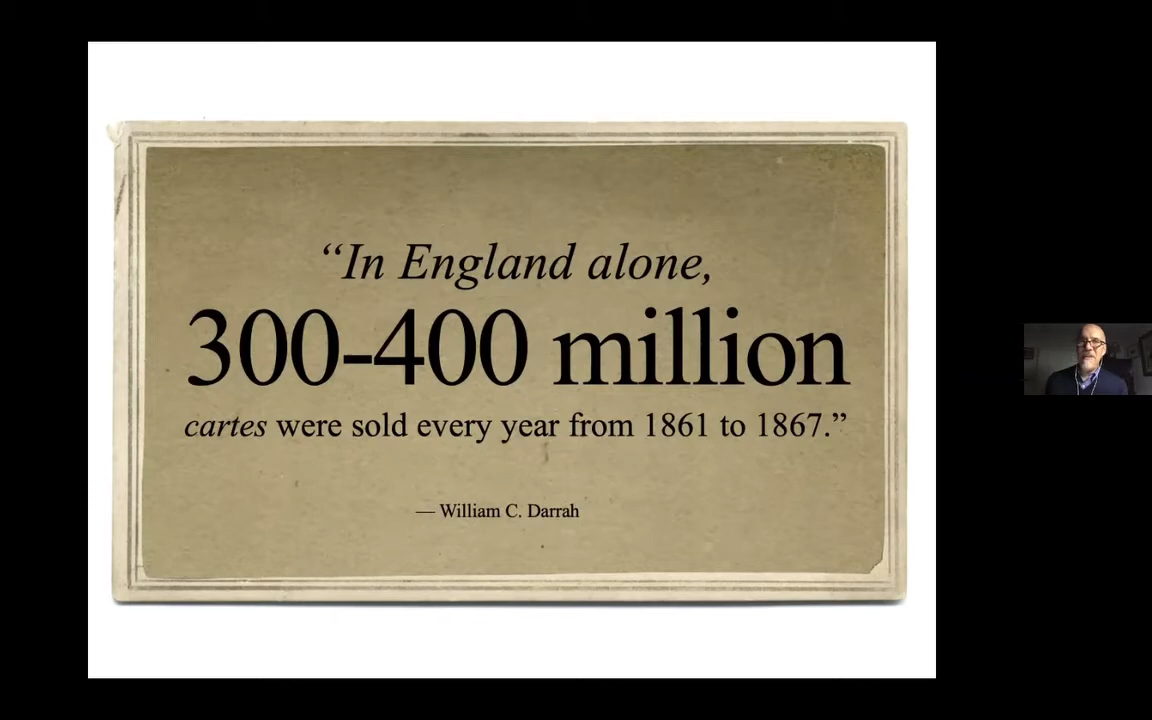 “In England alone,
300-400 million
cartes were sold every year from 1861 to 1867.”
— William C. Darrah